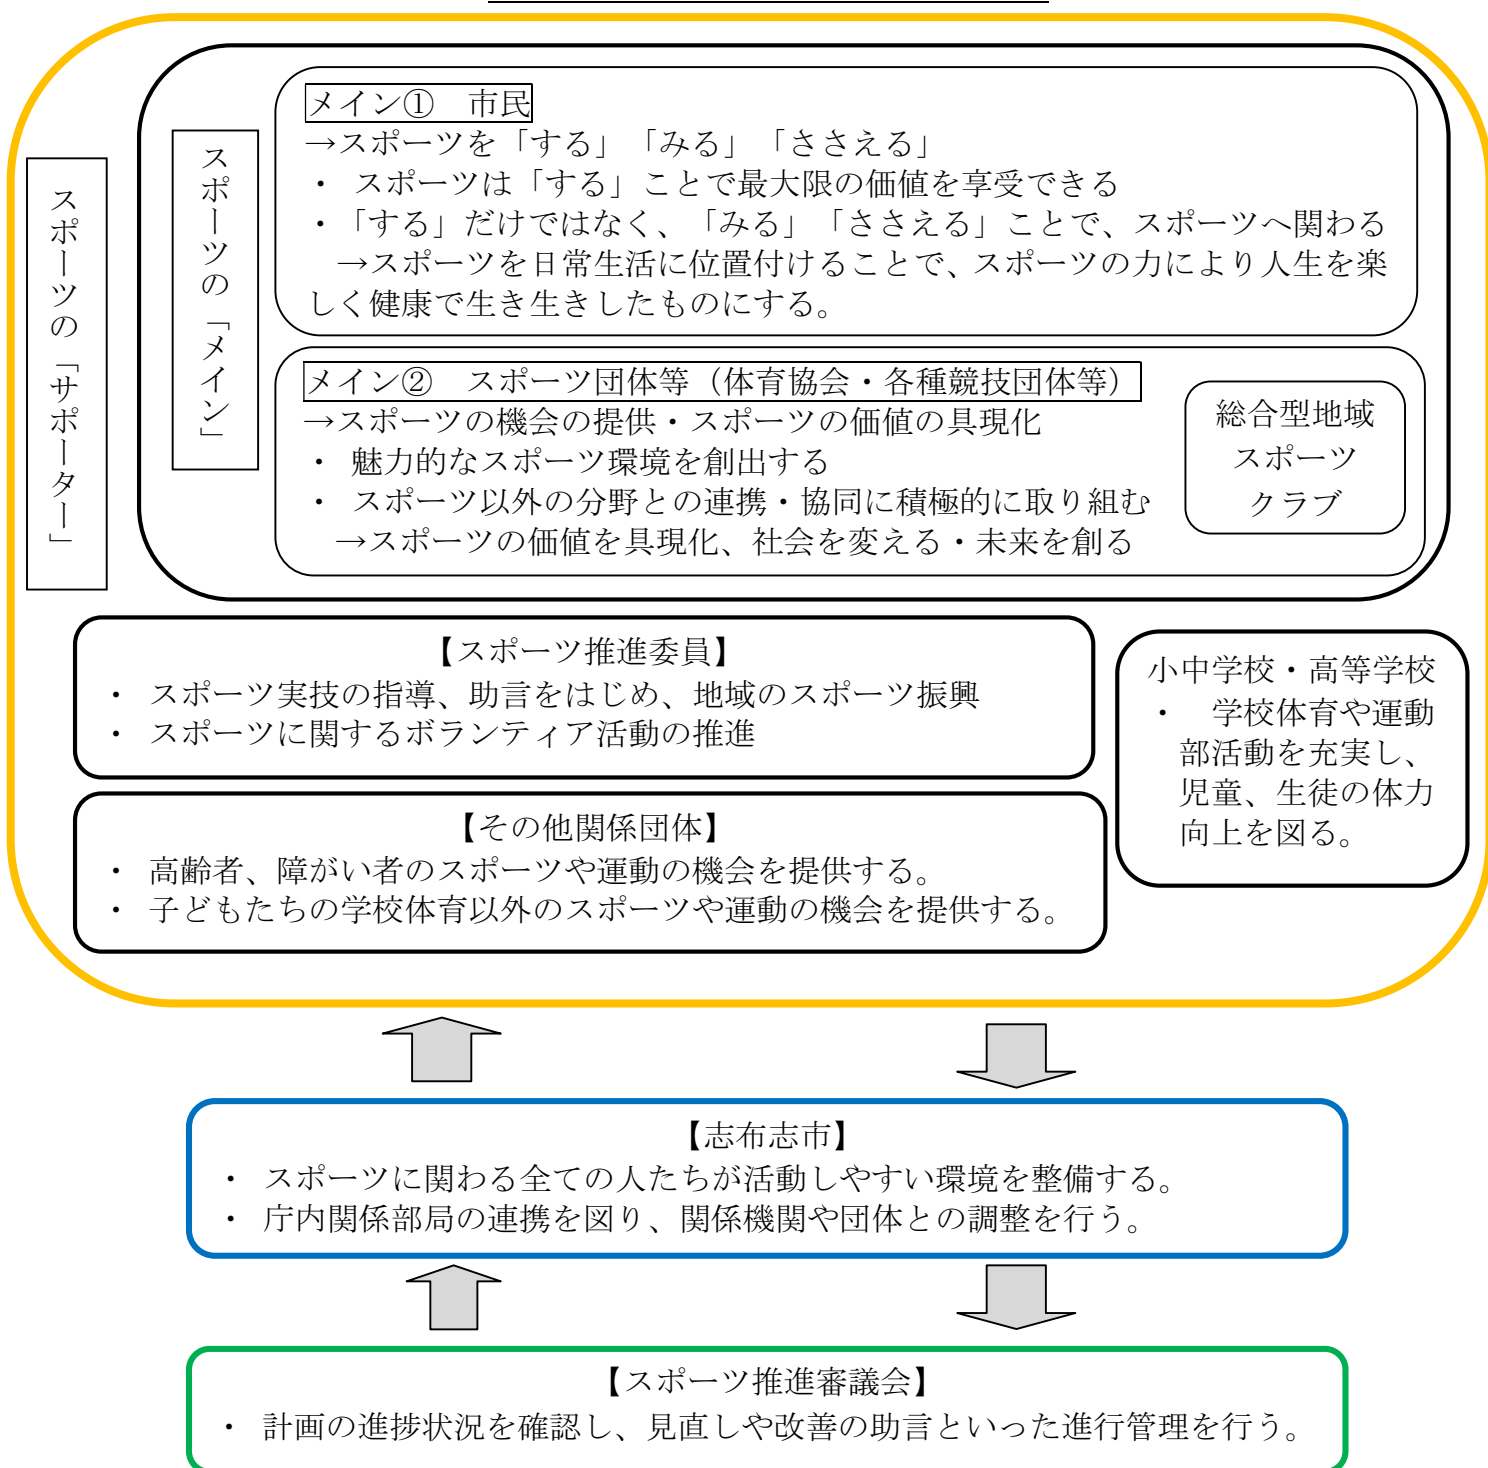 スポーツの「サポーター」
スポーツの「メイン」
メイン①　市民
→スポーツを「する」「みる」「ささえる」
・ スポーツは「する」ことで最大限の価値を享受できる
・「する」だけではなく、「みる」「ささえる」ことで、スポーツへ関わる
→スポーツを日常生活に位置付けることで、スポーツの力により人生を楽
しく健康で生き生きしたものにする。
メイン②　スポーツ団体等（体育協会・各種競技団体等）
→スポーツの機会の提供・スポーツの価値の具現化
・ 魅力的なスポーツ環境を創出する
・ スポーツ以外の分野との連携・協同に積極的に取り組む
→スポーツの価値を具現化、社会を変える・未来を創る
総合型地域
スポーツ
クラブ
【スポーツ推進委員】
・ スポーツ実技の指導、助言をはじめ、地域のスポーツ振興
・ スポーツに関するボランティア活動の推進
小中学校・高等学校
・ 学校体育や運動
部活動を充実し、
児童、生徒の体力
向上を図る。
【その他関係団体】
・ 高齢者、障がい者のスポーツや運動の機会を提供する。
・ 子どもたちの学校体育以外のスポーツや運動の機会を提供する。
【志布志市】
・ スポーツに関わる全ての人たちが活動しやすい環境を整備する。
・ 庁内関係部局の連携を図り、関係機関や団体との調整を行う。
【スポーツ推進審議会】
・ 計画の進捗状況を確認し、見直しや改善の助言といった進行管理を行う。